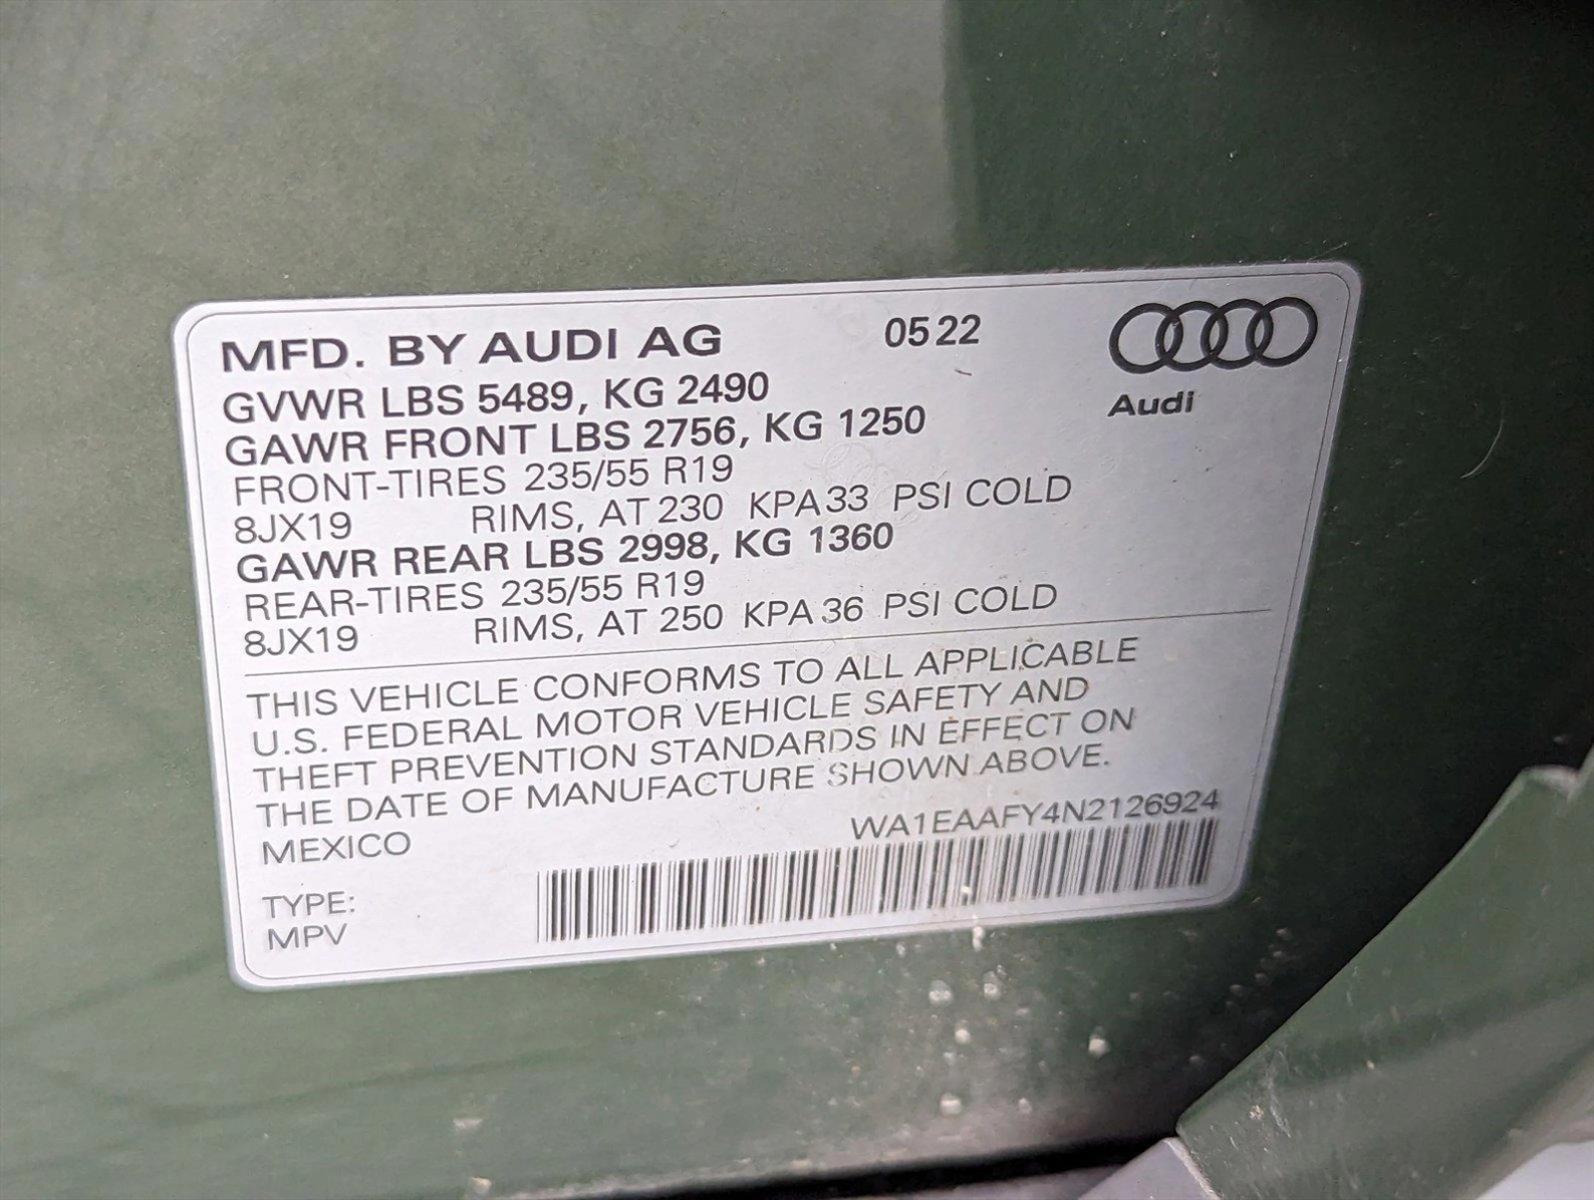 MFD. BY AUDI AG 05 22
Audi
GVWR LBS 5489, KG 2490
GAWR FRONT LBS 2756, KG 1250
FRONT-TIRES 235/55 R19
8JX19 RIMS, AT 230 KPA 33 PSI COLD
GAWR REAR LBS 2998, KG 1360
REAR-TIRES 235/55 R19
8JX19 RIMS, AT 250 KPA 36 PSI COLD
THIS VEHICLE CONFORMS TO ALL APPLICABLE
U.S. FEDERAL MOTOR VEHICLE SAFETY AND
THEFT PREVENTION STANDARDS IN EFFECT ON
THE DATE OF MANUFACTURE SHOWN ABOVE.
MEXICO WA1EAAFY4N2126924
TYPE:
MPV